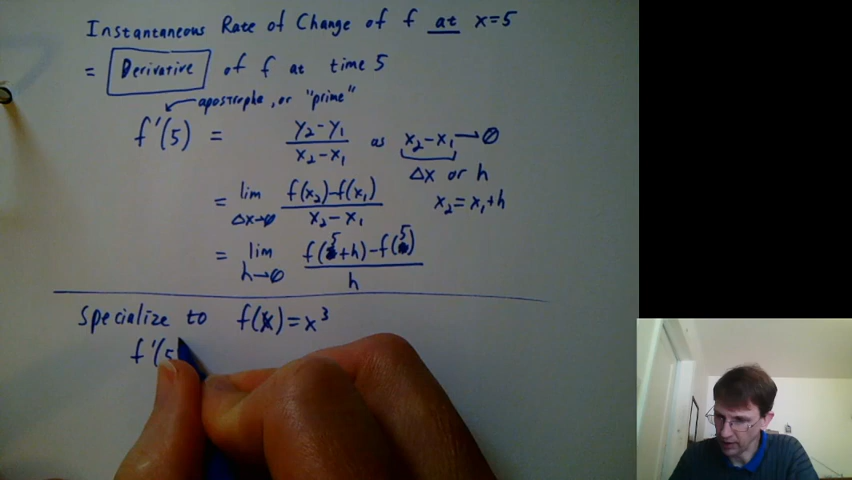 Instantaneous Rate of Change of f at x=5
= Derivative of f at time 5
apostrophe, or "prime"
f'(5) = y₂-y₁ / x₂-x₁ as x₂-x₁→0
Δx or h
= lim Δx→0 f(x₂)-f(x₁) / x₂-x₁ x₂=x₁+h
= lim h→0 f(5+h)-f(5) / h
Specialize to f(x)=x³
f'(5